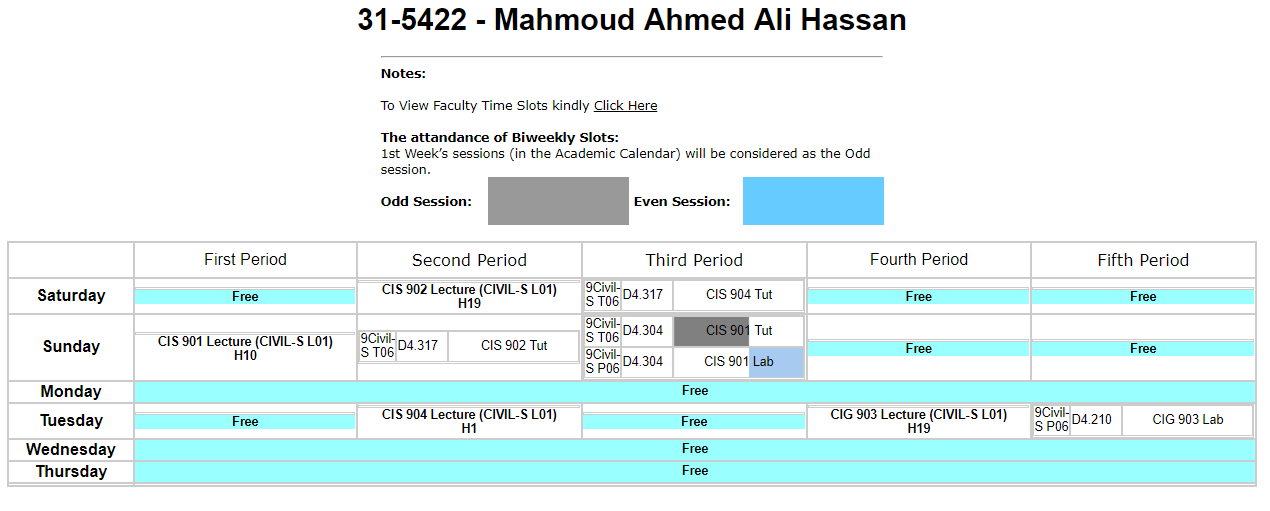 31-5422 - Mahmoud Ahmed Ali Hassan
Notes:
To View Faculty Time Slots kindly Click Here
The attandance of Biweekly Slots:
1st Week's sessions (in the Academic Calendar) will be considered as the Odd
session.
Odd Session: Even Session:
First Period Second Period Third Period Fourth Period Fifth Period
Saturday
Free
CIS 902 Lecture (CIVIL-S L01)
H19
9Civil-
S T06
D4.317
CIS 904 Tut
Free
Free
Sunday
CIS 901 Lecture (CIVIL-S L01)
H10
9Civil-
S T06
D4.317
CIS 902 Tut
9Civil-
S T06
D4.304
CIS 901 Tut
9Civil-
S P06
D4.304
CIS 901 Lab
Free
Free
Monday
Free
Tuesday
Free
CIS 904 Lecture (CIVIL-S L01)
H1
Free
CIG 903 Lecture (CIVIL-S L01)
H19
9Civil-
S P06
D4.210
CIG 903 Lab
Wednesday
Free
Thursday
Free